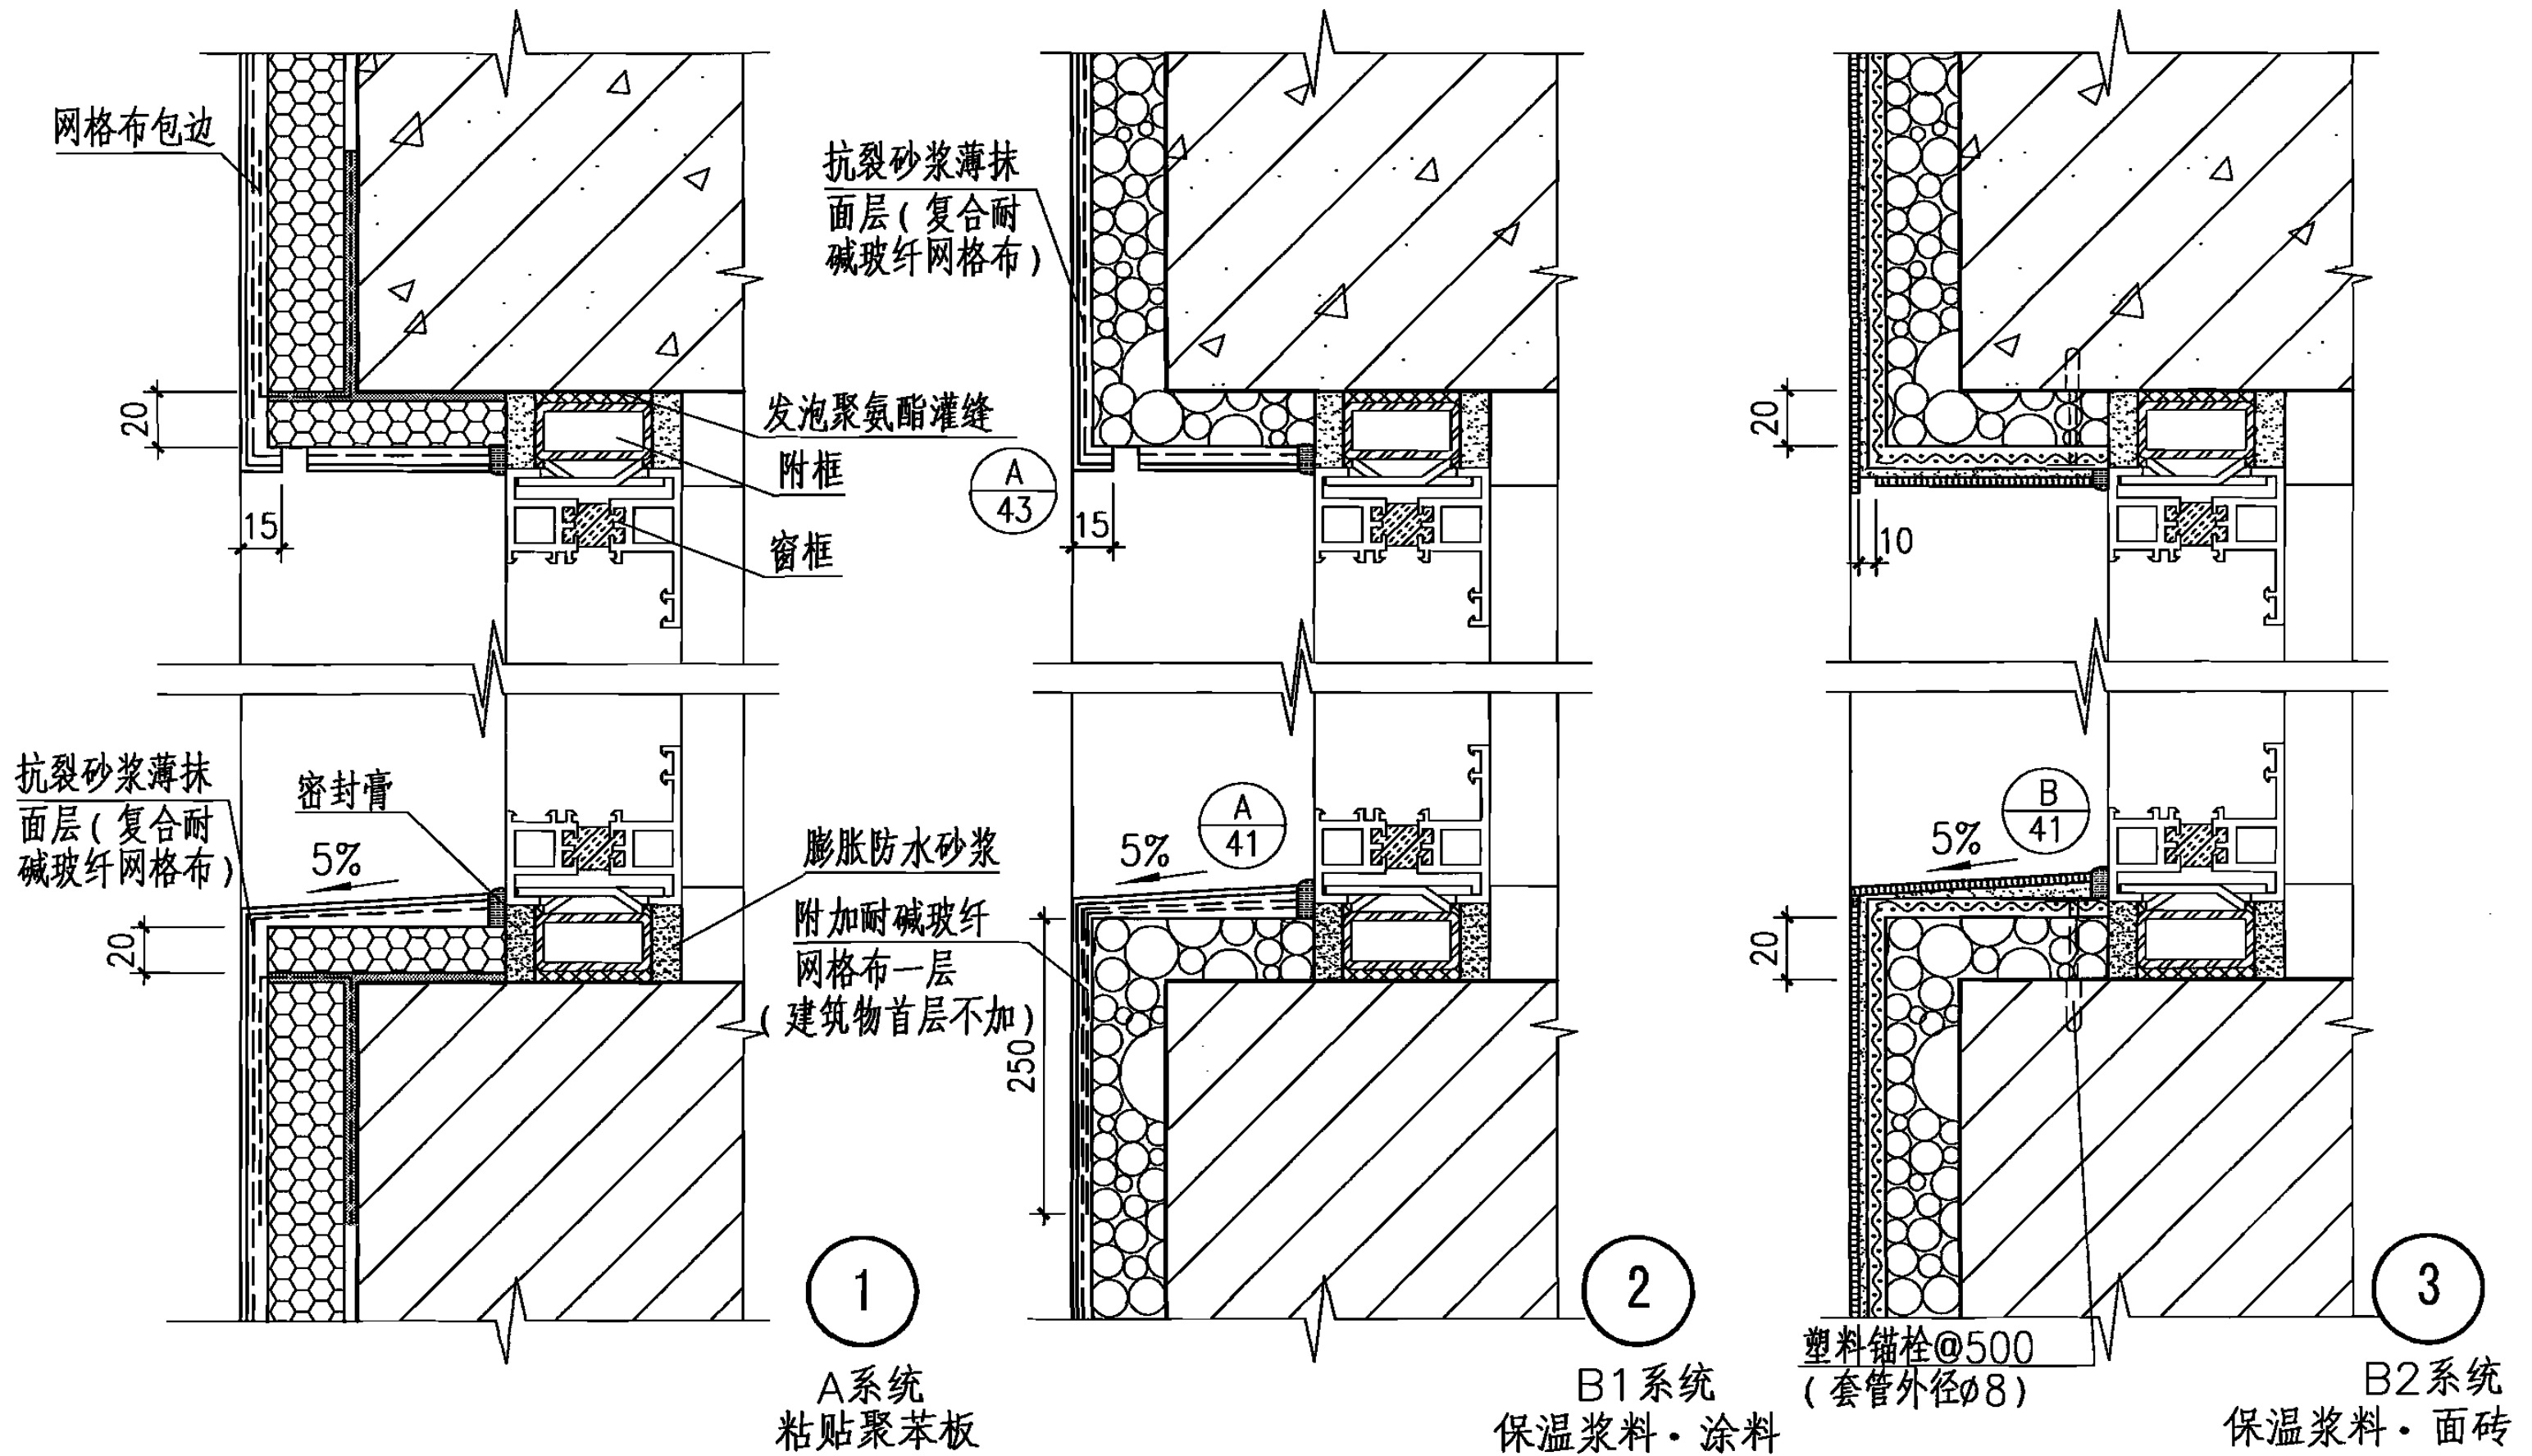 网格布包边
20
15
发泡聚氨酯灌缝
附框
窗框
抗裂砂浆薄抹
面层(复合耐
碱玻纤网格布)
密封膏
5%
20
膨胀防水砂浆
1
A系统
粘贴聚苯板
抗裂砂浆薄抹
面层(复合耐
碱玻纤网格布)
A
43
15
A
41
5%
附加耐碱玻纤
网格布一层
(建筑物首层不加)
250
2
B1系统
保温浆料·涂料
20
10
B
41
5%
20
塑料锚栓@500
(套管外径ø8)
3
B2系统
保温浆料·面砖